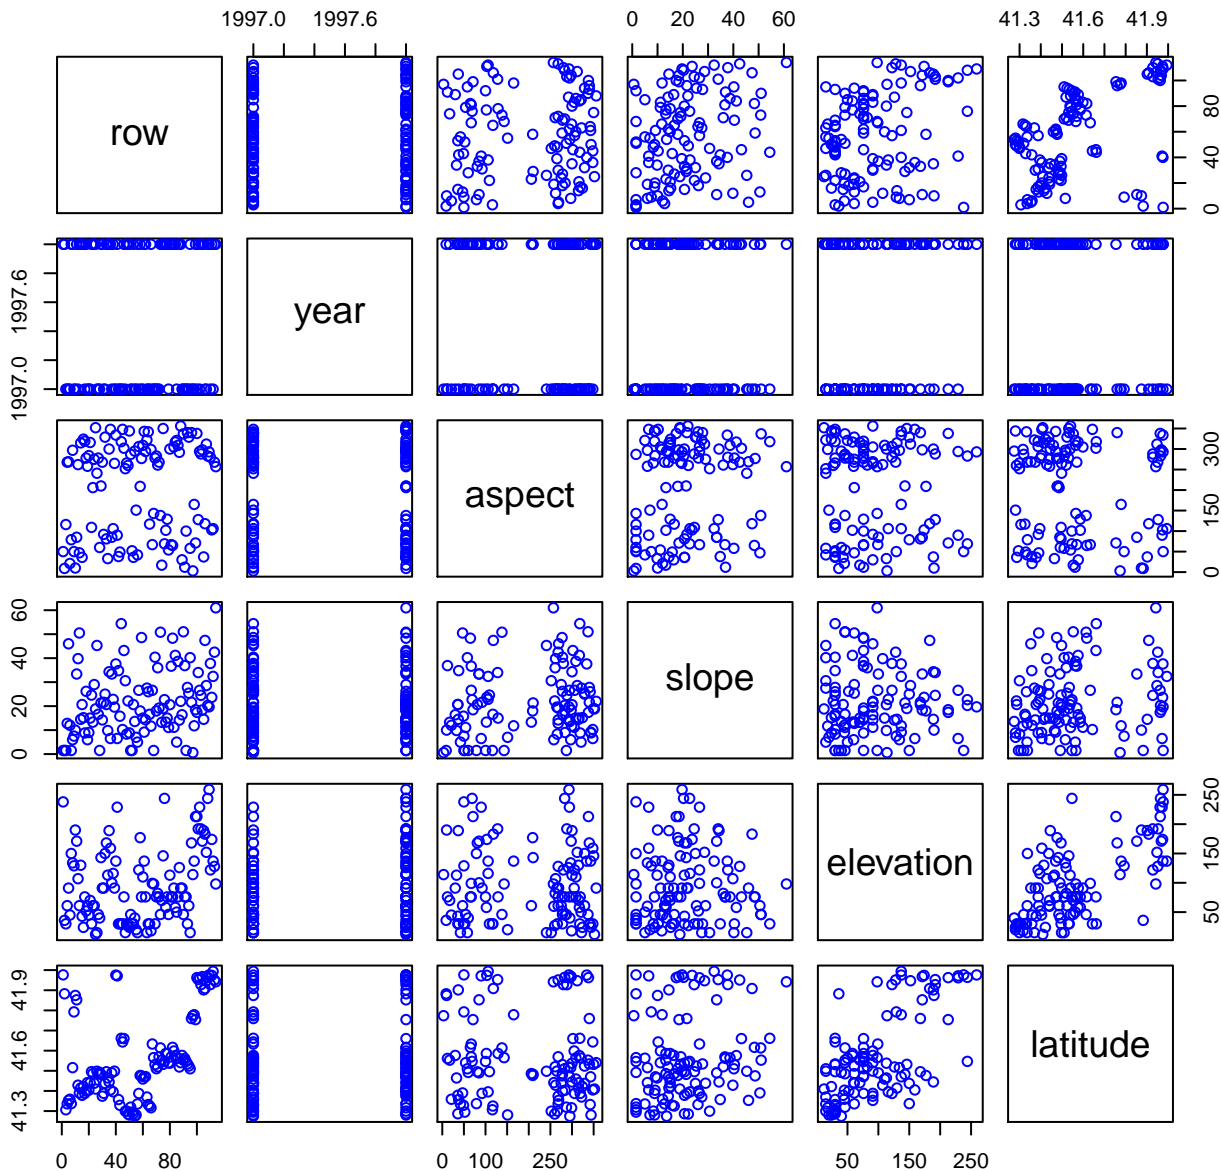 1997.0 1997.6 0 20 40 60 41.3 41.6 41.9
row 0 40 80
1997.0 1997.6 year
aspect 0 150 300
0 20 40 60 slope
elevation 50 150 250
41.3 41.6 41.9 latitude
0 80 0 100 250 50 150 250